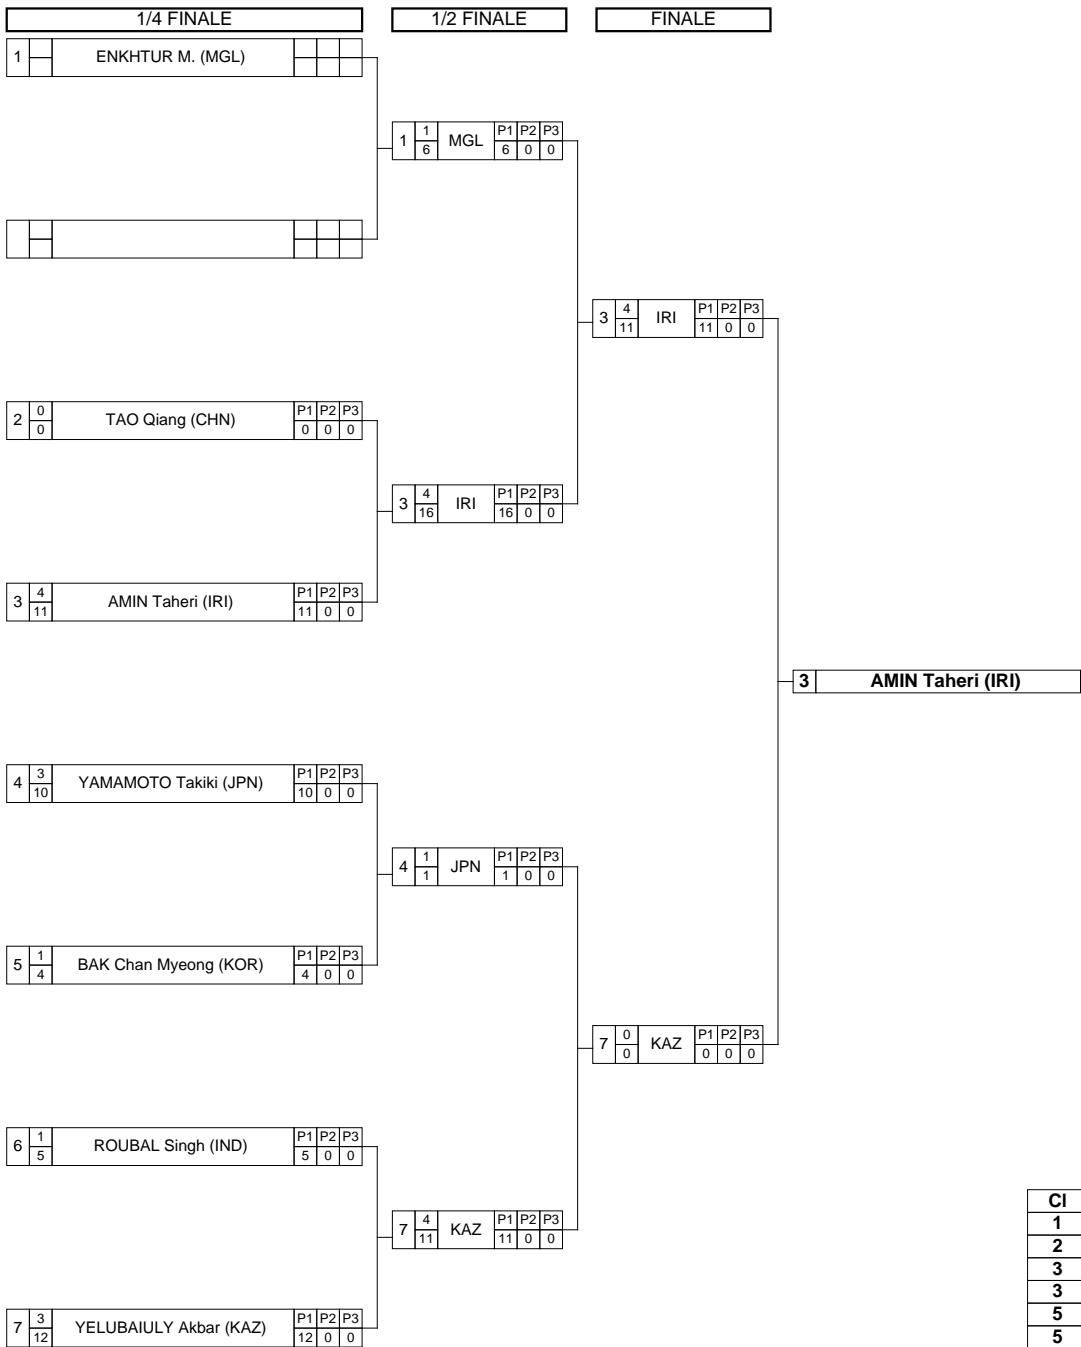 1/4 FINALE 1/2 FINALE FINALE
1 ENKHTUR M. (MGL)
1 1 MGL P1 P2 P3
6 6 0 0
3 4 IRI P1 P2 P3
11 11 0 0
2 0 TAO Qiang (CHN) P1 P2 P3
0 0 0 0
3 4 IRI P1 P2 P3
16 16 0 0
3 4 AMIN Taheri (IRI) P1 P2 P3
11 11 0 0
3 AMIN Taheri (IRI)
4 3 YAMAMOTO Takiki (JPN) P1 P2 P3
10 10 0 0
4 1 JPN P1 P2 P3
1 1 0 0
5 1 BAK Chan Myeong (KOR) P1 P2 P3
4 4 0 0
7 0 KAZ P1 P2 P3
0 0 0 0
6 1 ROUBAL Singh (IND) P1 P2 P3
5 5 0 0
7 4 KAZ P1 P2 P3
11 11 0 0
7 3 YELUBAIULY Akbar (KAZ) P1 P2 P3
12 12 0 0
Cl
1
2
3
3
5
5